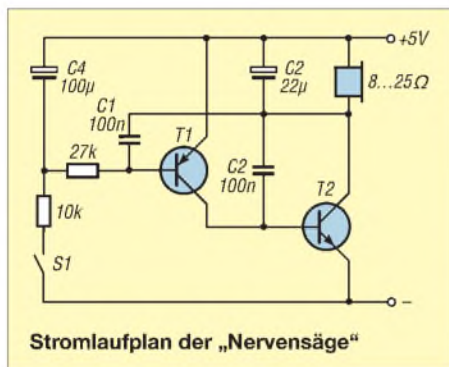 +5V
C4
100µ
C2
22µ
8...25Ω
C1
100n
T1
27k
C2
100n
T2
10k
S1
–
Stromlaufplan der „Nervensäge“